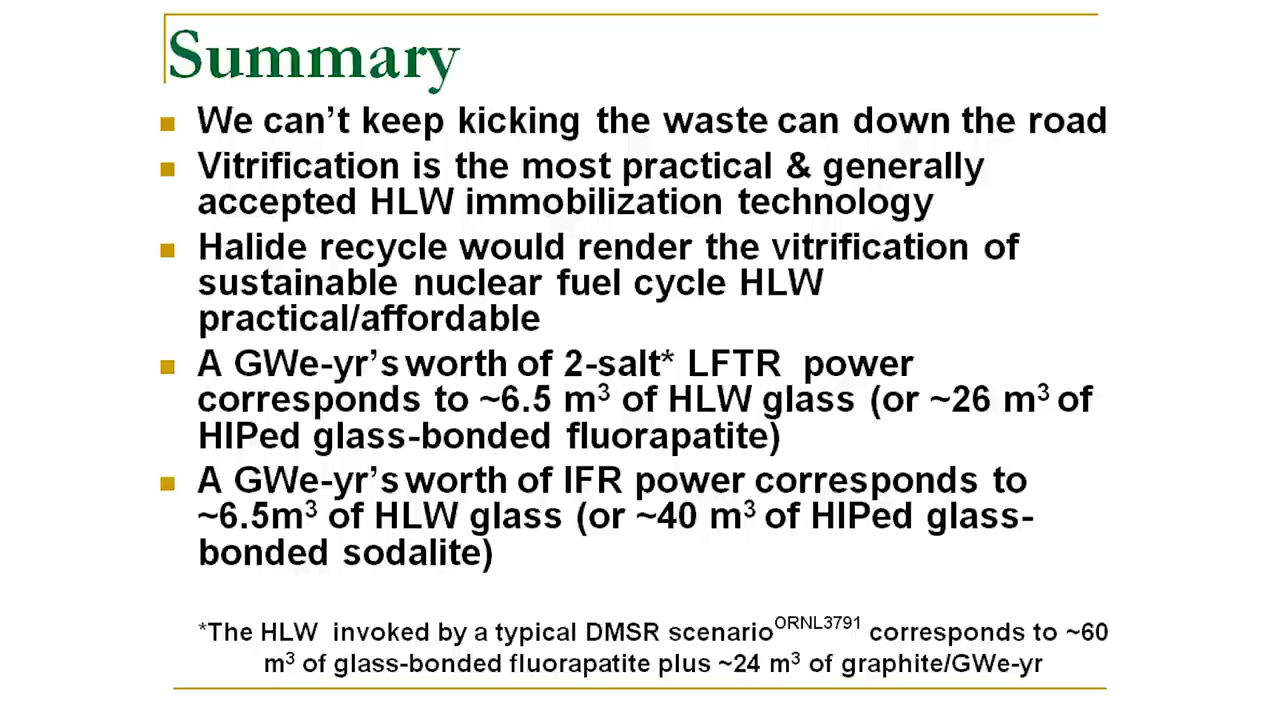 Summary
We can’t keep kicking the waste can down the road
Vitrification is the most practical & generally
accepted HLW immobilization technology
Halide recycle would render the vitrification of
sustainable nuclear fuel cycle HLW
practical/affordable
A GWe-yr’s worth of 2-salt* LFTR power
corresponds to ~6.5 m³ of HLW glass (or ~26 m³ of
HIPed glass-bonded fluorapatite)
A GWe-yr’s worth of IFR power corresponds to
~6.5m³ of HLW glass (or ~40 m³ of HIPed glass-
bonded sodalite)
*The HLW invoked by a typical DMSR scenario ORNL3791 corresponds to ~60
m³ of glass-bonded fluorapatite plus ~24 m³ of graphite/GWe-yr